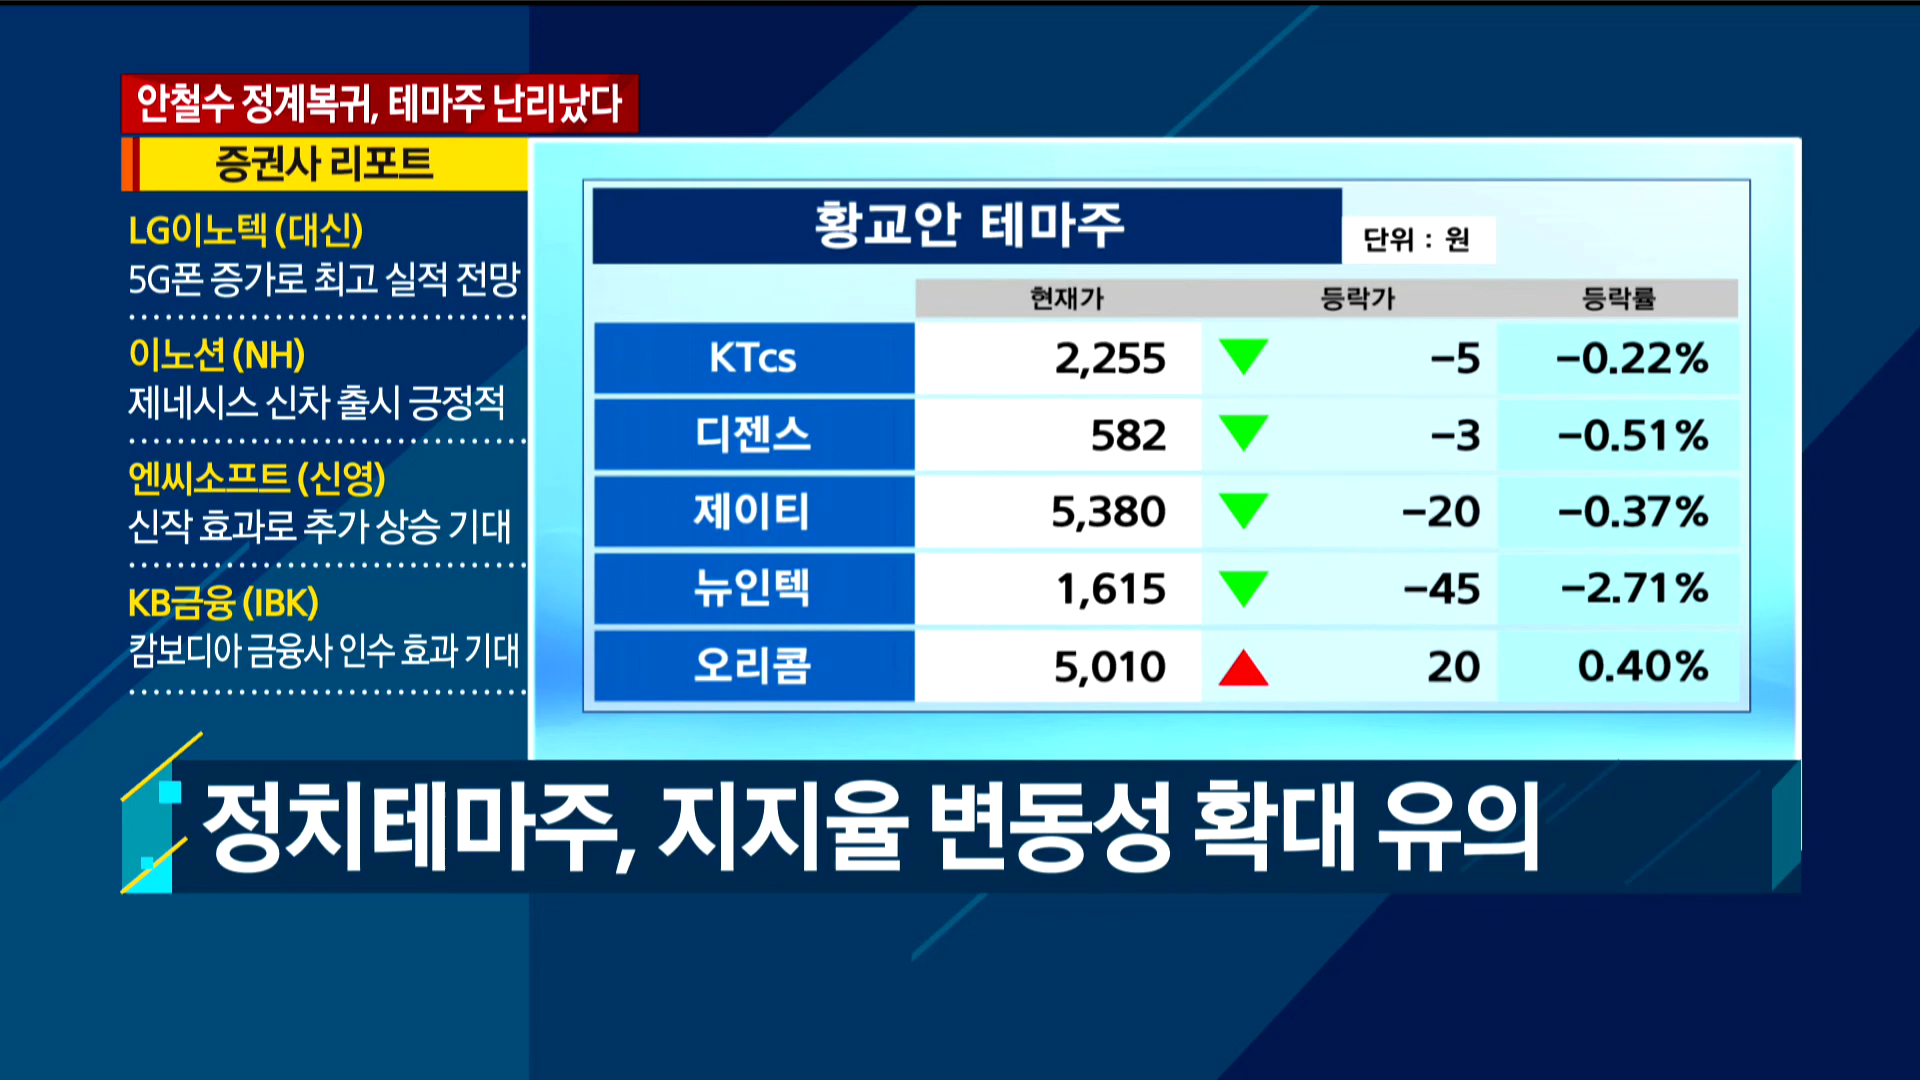 안철수 정계복귀, 테마주 난리났다
증권사 리포트
LG이노텍 (대신)
5G폰 증가로 최고 실적 전망
이노션 (NH)
제네시스 신차 출시 긍정적
엔씨소프트 (신영)
신작 효과로 추가 상승 기대
KB금융 (IBK)
캄보디아 금융사 인수 효과 기대
황교안 테마주
단위 : 원
현재가 등락가 등락률
KTcs 2,255 ▼ -5 -0.22%
디젠스 582 ▼ -3 -0.51%
제이티 5,380 ▼ -20 -0.37%
뉴인텍 1,615 ▼ -45 -2.71%
오리콤 5,010 ▲ 20 0.40%
정치테마주, 지지율 변동성 확대 유의